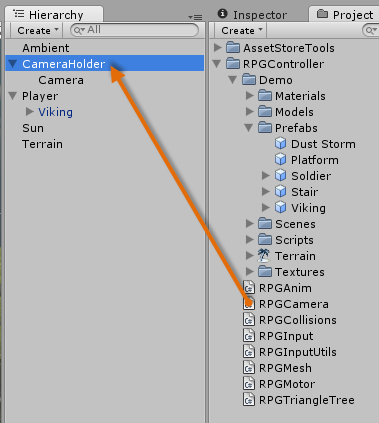 Hierarchy
Create
All
Ambient
CameraHolder
Camera
Player
Viking
Sun
Terrain
Inspector
Project
Create
AssetStoreTools
RPGController
Demo
Materials
Models
Prefabs
Dust Storm
Platform
Soldier
Stair
Viking
Scenes
Scripts
Terrain
Textures
RPGAnim
RPGCamera
RPGCollisions
RPGInput
RPGInputUtils
RPGMesh
RPGMotor
RPGTriangleTree